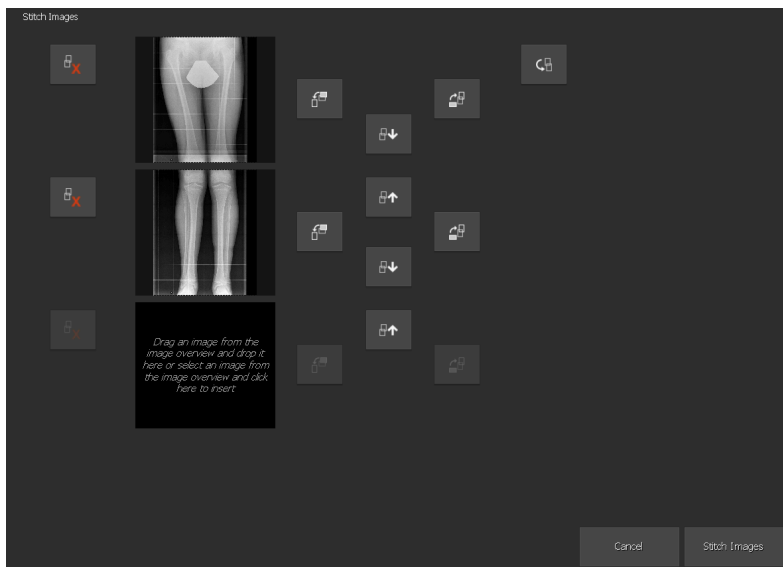 Stitch Images
Drag an image from the
image overview and drop it
here or select an image from
the image overview and click
here to insert
Cancel
Stitch Images